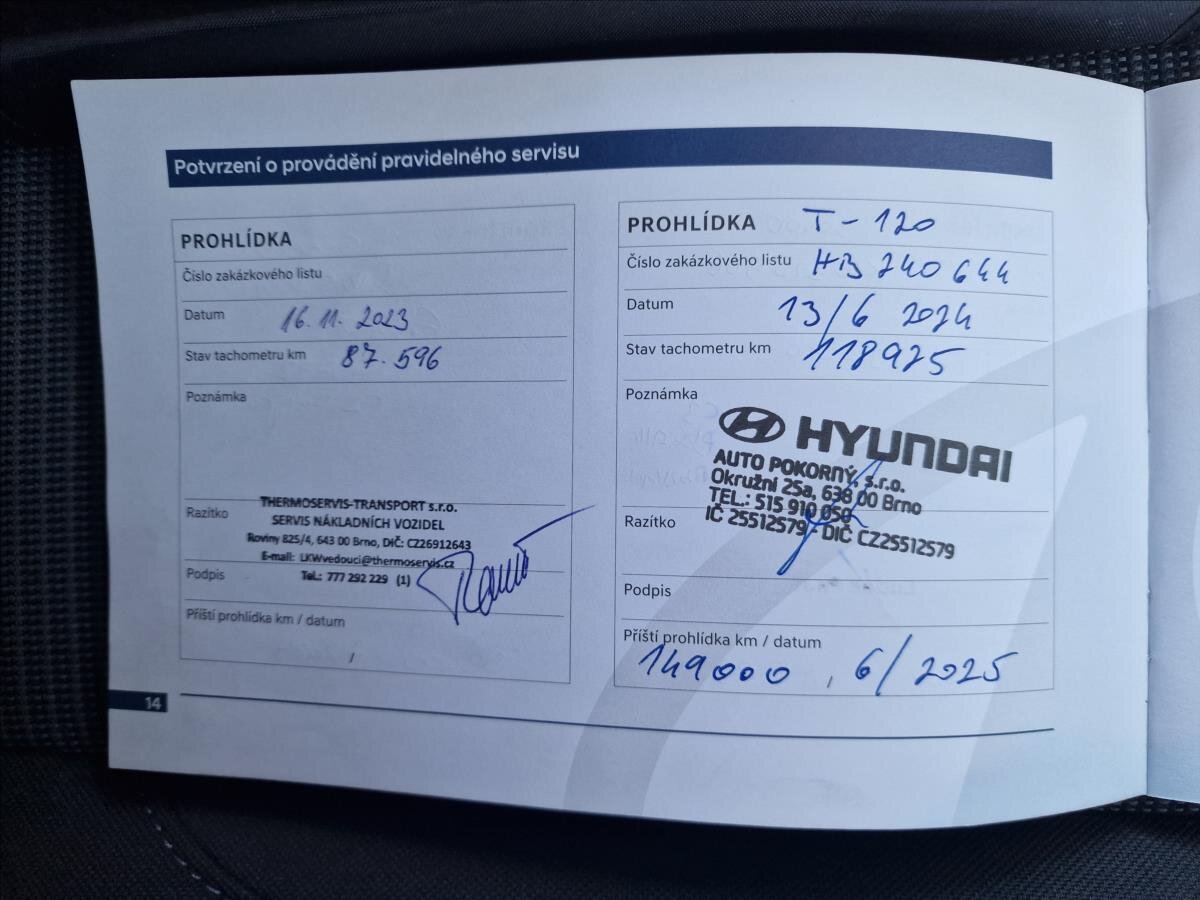 Potvrzení o provádění pravidelného servisu
PROHLÍDKA
Číslo zakázkového listu
Datum 16.11.2023
Stav tachometru km 87.596
Poznámka
Razítko
THERMOSERVIS-TRANSPORT s.r.o.
SERVIS NÁKLADNÍCH VOZIDEL
Roviny 825/4, 643 00 Brno, DIČ: CZ26912643
E-mail: LKWvedouci@thermoservis.cz
Tel.: 777 292 229 (1)
Podpis
Příští prohlídka km / datum
/
PROHLÍDKA T-120
Číslo zakázkového listu HB 240644
Datum 13/6 2024
Stav tachometru km 118925
Poznámka
HYUNDAI
AUTO POKORNÝ, s.r.o.
Okružní 25a, 638 00 Brno
TEL.: 515 910 050
IČ 25512579 - DIČ CZ25512579
Razítko
Podpis
Příští prohlídka km / datum
149000 , 6/2025
14